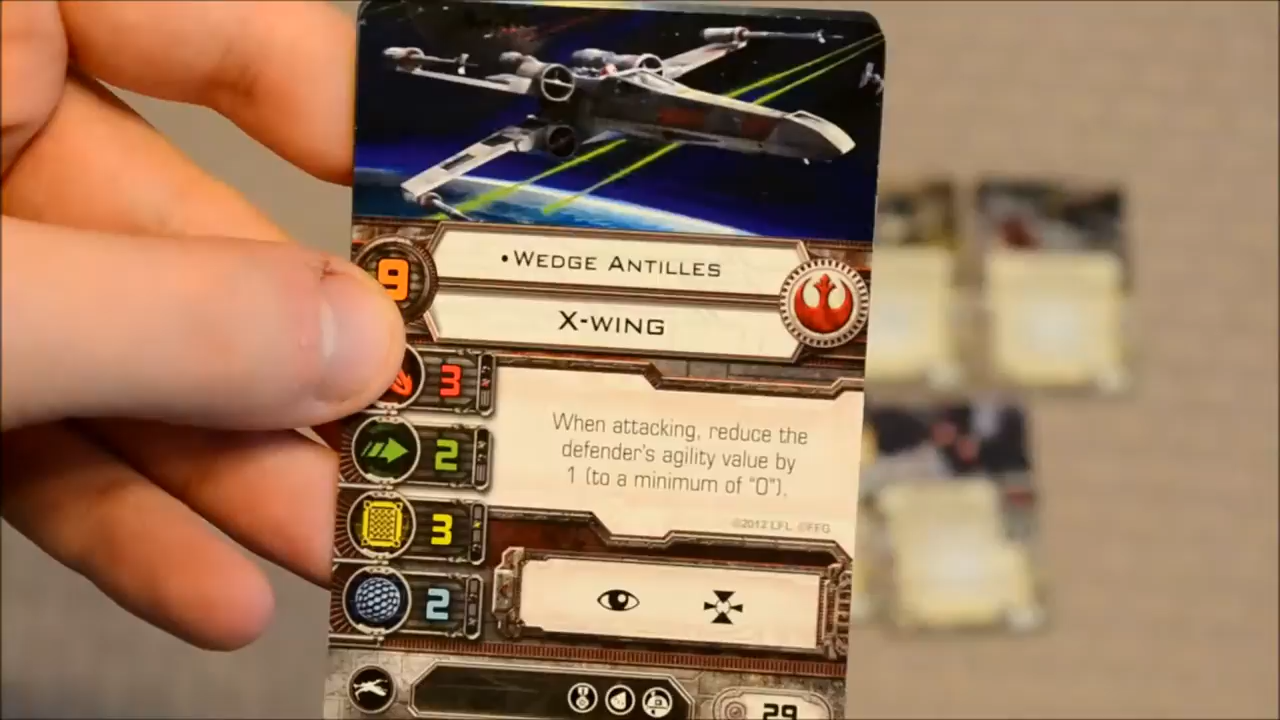 •WEDGE ANTILLES
9
X-WING
3
When attacking, reduce the
defender's agility value by
1 (to a minimum of "0").
2
3
©2012 LFL ©FFG
2
29